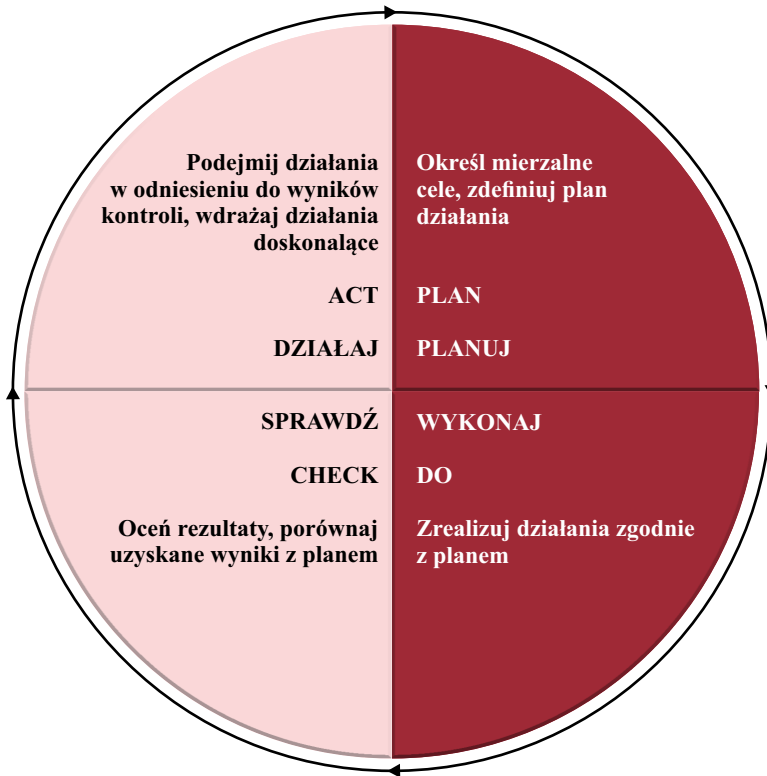 Podejmij działania
w odniesieniu do wyników
kontroli, wdrażaj działania
doskonalące
ACT
DZIAŁAJ
Określ mierzalne
cele, zdefiniuj plan
działania
PLAN
PLANUJ
SPRAWDŹ
CHECK
Oceń rezultaty, porównaj
uzyskane wyniki z planem
WYKONAJ
DO
Zrealizuj działania zgodnie
z planem